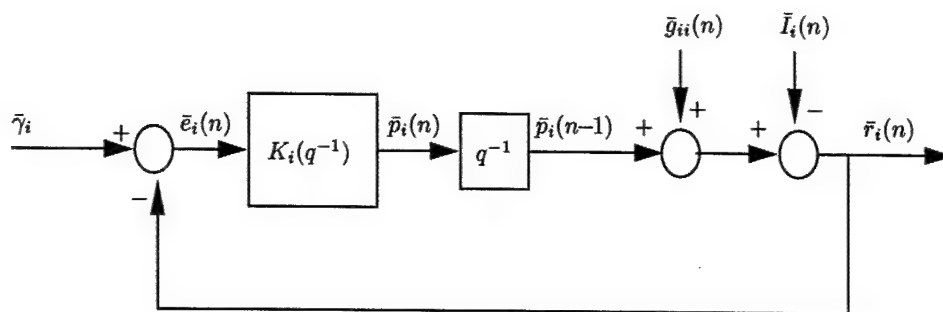 ḡᵢᵢ(n)
Īᵢ(n)
γ̄ᵢ
+
ēᵢ(n)
Kᵢ(q⁻¹)
p̄ᵢ(n)
q⁻¹
p̄ᵢ(n–1)
+
+
+
−
r̄ᵢ(n)
−